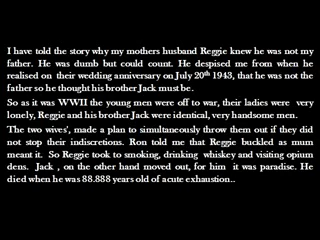 I have told the story why my mothers husband Reggie knew he was not my
father. He was dumb but could count. He despised me from when he
realised on their wedding anniversary on July 20th 1943, that he was not the
father so he thought his brother Jack must be.
So as it was WWII the young men were off to war, their ladies were very
lonely, Reggie and his brother Jack were identical, very handsome men.
The two wives', made a plan to simultaneously throw them out if they did
not stop their indiscretions. Ron told me that Reggie buckled as mum
meant it. So Reggie took to smoking, drinking whiskey and visiting opium
dens. Jack , on the other hand moved out, for him it was paradise. He
died when he was 88.888 years old of acute exhaustion..